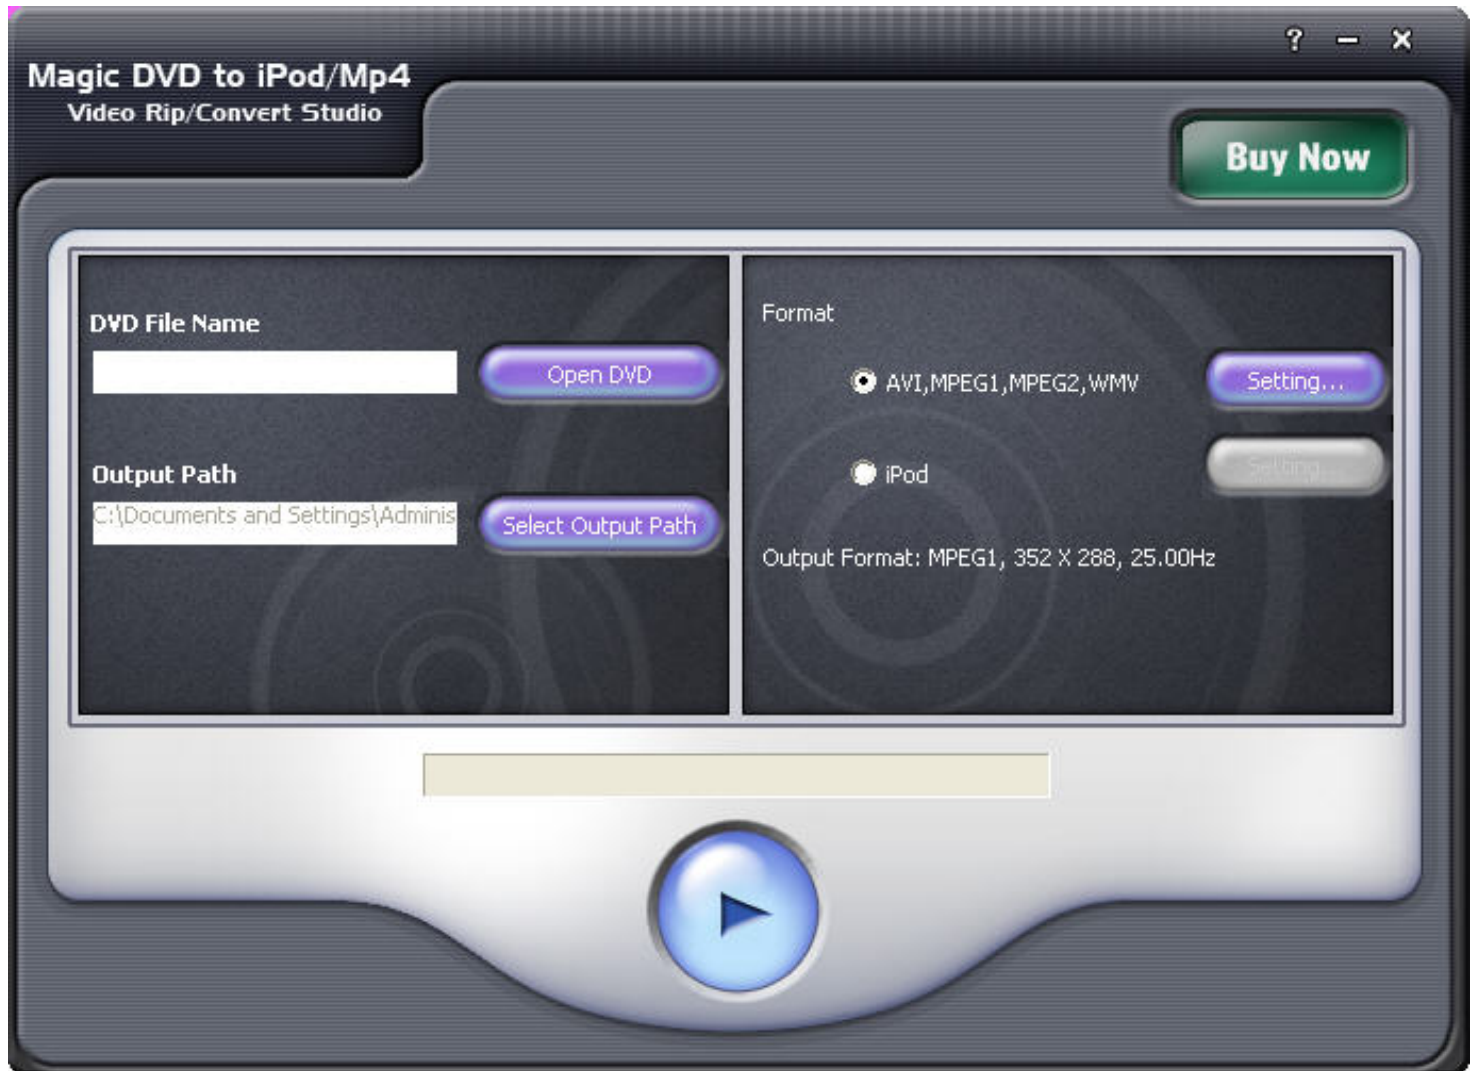 ?
Magic DVD to iPod/Mp4
Video Rip/Convert Studio
Buy Now
DVD File Name
Open DVD
Output Path
C:\Documents and Settings\Adminis
Select Output Path
Format
AVI,MPEG1,MPEG2,WMV
Setting...
iPod
Setting...
Output Format: MPEG1, 352 X 288, 25.00Hz